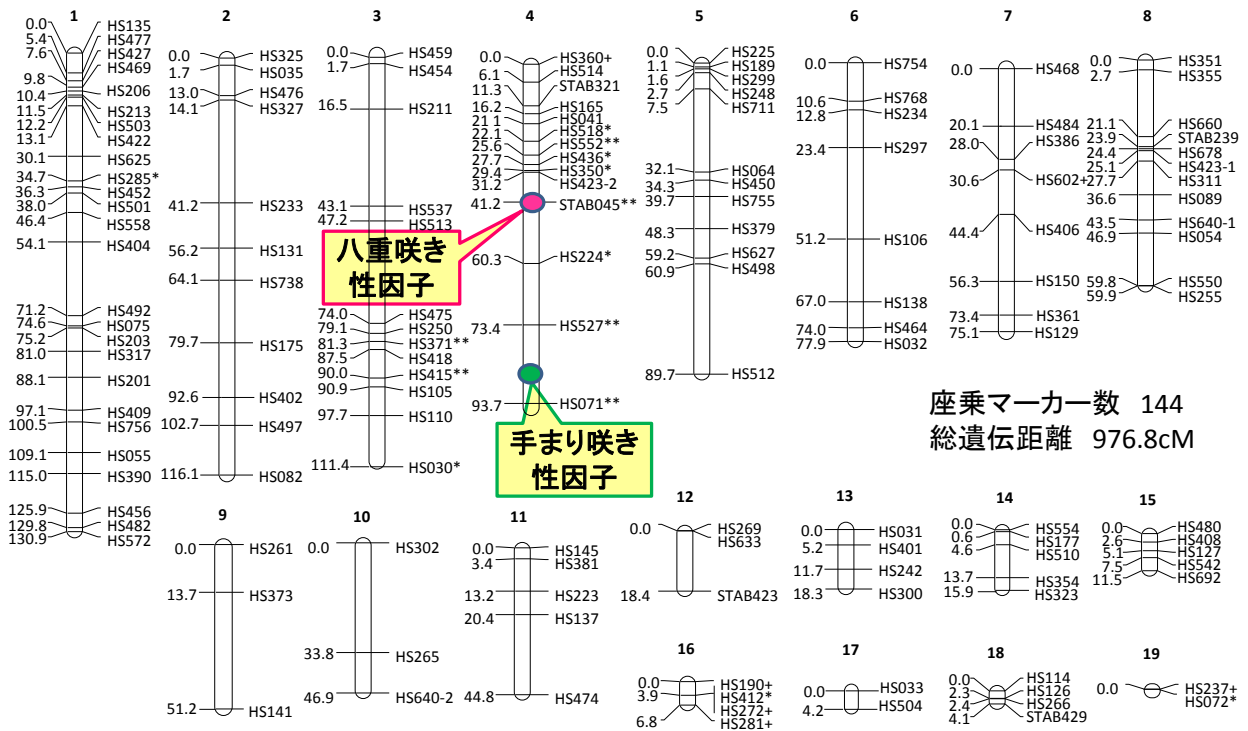 1
0.0 HS135
5.4 HS477
7.6 HS427
9.8 HS469
10.4 HS206
11.5 HS213
12.2 HS503
13.1 HS422
30.1 HS625
34.7 HS285*
36.3 HS452
38.0 HS501
46.4 HS558
54.1 HS404
71.2 HS492
74.6 HS075
75.2 HS203
81.0 HS317
88.1 HS201
97.1 HS409
100.5 HS756
109.1 HS055
115.0 HS390
125.9 HS456
129.8 HS482
130.9 HS572
2
0.0 HS325
1.7 HS035
13.0 HS476
14.1 HS327
41.2 HS233
56.2 HS131
64.1 HS738
79.7 HS175
92.6 HS402
102.7 HS497
116.1 HS082
3
0.0 HS459
1.7 HS454
16.5 HS211
43.1 HS537
47.2 HS513
74.0 HS475
79.1 HS250
81.3 HS371**
87.5 HS418
90.0 HS415**
90.9 HS105
97.7 HS110
111.4 HS030*
4
0.0 HS360+
6.1 HS514
11.3 STAB321
16.2 HS165
21.1 HS041
22.1 HS518*
25.6 HS552**
27.7 HS436*
29.4 HS350*
31.2 HS423-2
41.2 STAB045**
60.3 HS224*
73.4 HS527**
93.7 HS071**
八重咲き
性因子
手まり咲き
性因子
5
0.0 HS225
1.1 HS189
1.6 HS299
2.7 HS248
7.5 HS711
32.1 HS064
34.3 HS450
39.7 HS755
48.3 HS379
59.2 HS627
60.9 HS498
89.7 HS512
6
0.0 HS754
10.6 HS768
12.8 HS234
23.4 HS297
51.2 HS106
67.0 HS138
74.0 HS464
77.9 HS032
7
0.0 HS468
20.1 HS484
28.0 HS386
30.6 HS602+
44.4 HS406
56.3 HS150
73.4 HS361
75.1 HS129
8
0.0 HS351
2.7 HS355
21.1 HS660
23.9 STAB239
24.4 HS678
25.1 HS423-1
27.7 HS311
36.6 HS089
43.5 HS640-1
46.9 HS054
59.8 HS550
59.9 HS255
座乗マーカー数 144
総遺伝距離 976.8cM
9
0.0 HS261
13.7 HS373
51.2 HS141
10
0.0 HS302
33.8 HS265
46.9 HS640-2
11
0.0 HS145
3.4 HS381
13.2 HS223
20.4 HS137
44.8 HS474
12
0.0 HS269
HS633
18.4 STAB423
13
0.0 HS031
5.2 HS401
11.7 HS242
18.3 HS300
14
0.0 HS554
0.6 HS177
4.6 HS510
13.7 HS354
15.9 HS323
15
0.0 HS480
2.6 HS408
5.1 HS127
7.5 HS542
11.5 HS692
16
0.0 HS190+
3.9 HS412*
HS272+
6.8 HS281+
17
0.0 HS033
4.2 HS504
18
0.0 HS114
2.3 HS126
2.4 HS266
4.1 STAB429
19
0.0 HS237+
HS072*